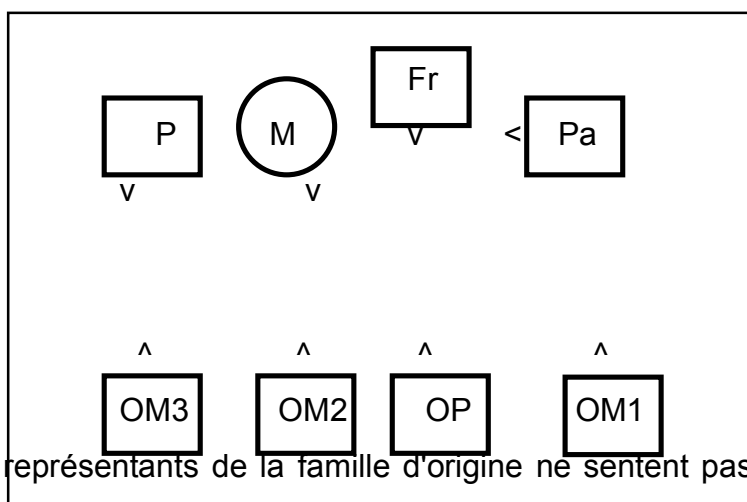 Fr
P M Pa
v < 
v v
^ ^ ^ ^
OM3 OM2 OP OM1
représentants de la famille d'origine ne sentent pas